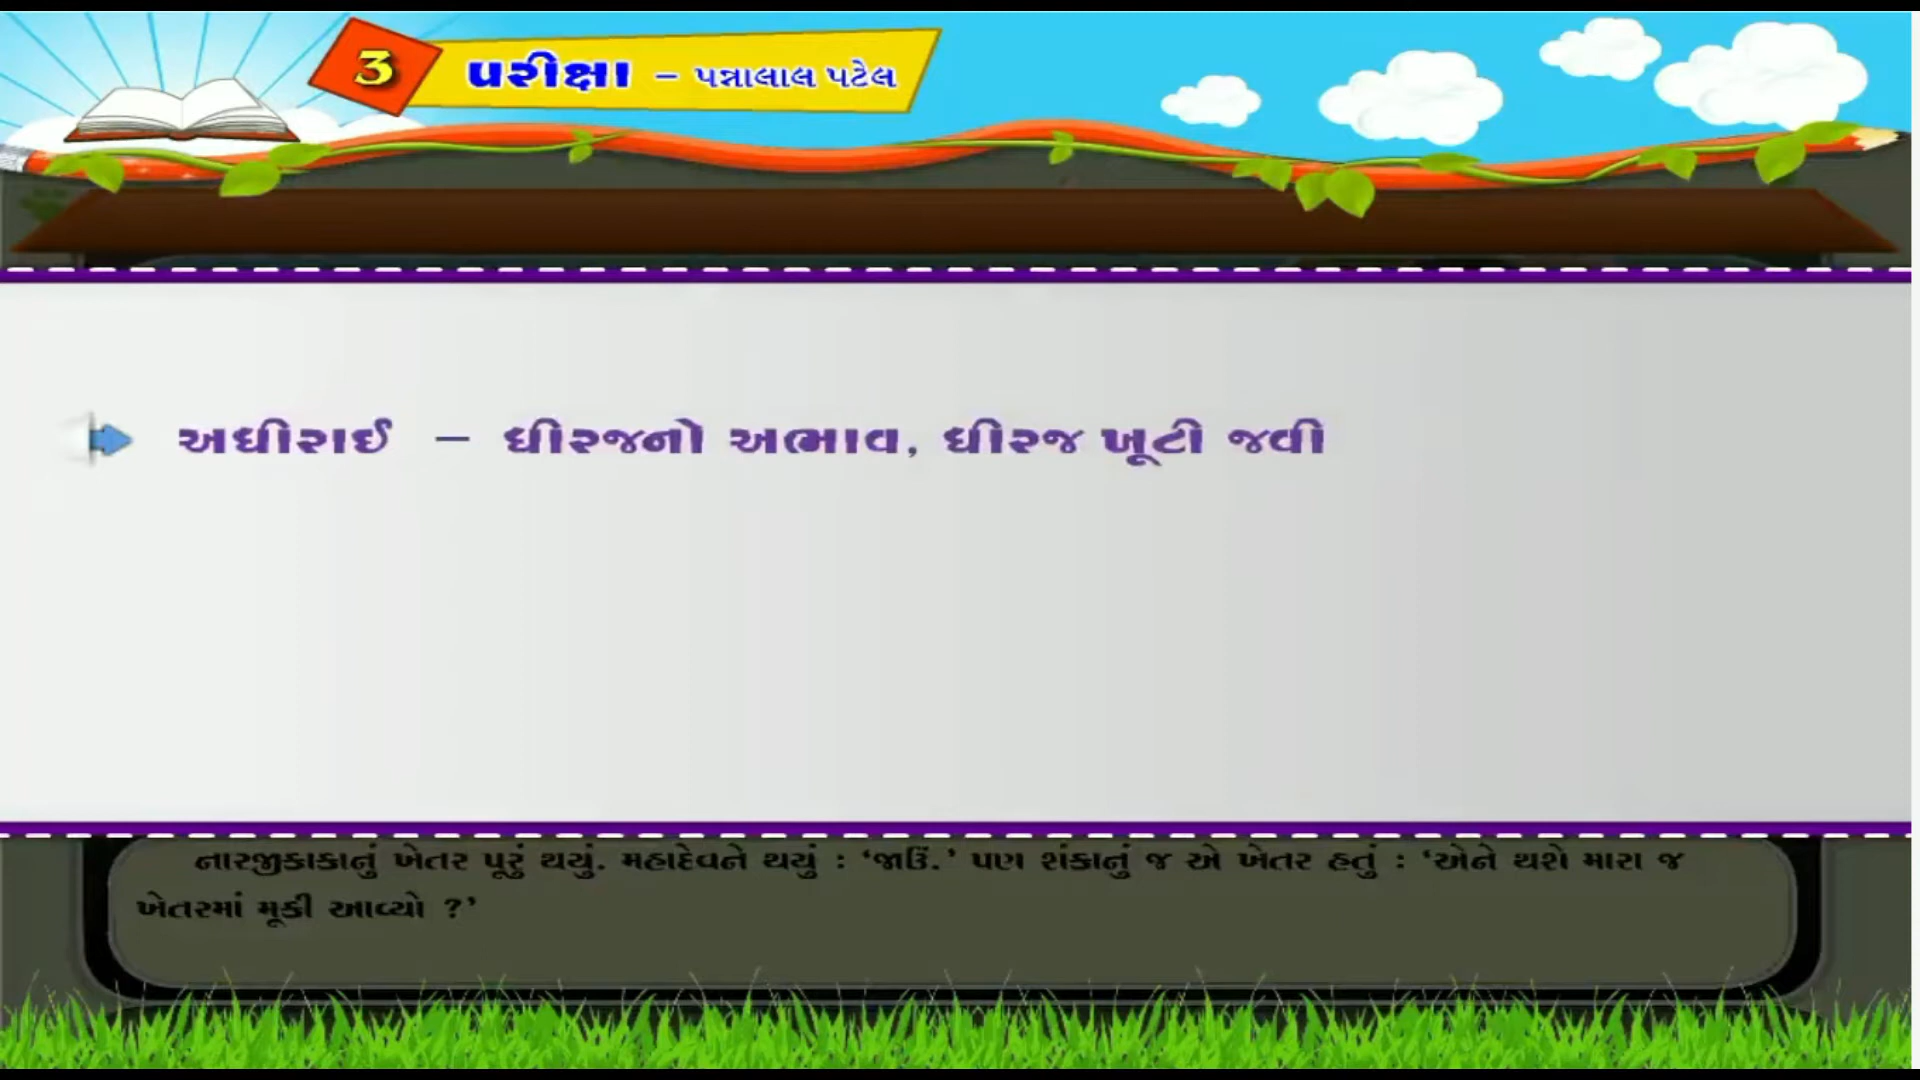 3 પરીક્ષા – પન્નાલાલ પટેલ
અધીરાઈ – ધીરજનો અભાવ, ધીરજ ખૂટી જવી
નારજીકાકાનું ખેતર પૂરું થયું. મહાદેવને થયું : ‘જાઉં.’ પણ શંકાનું જ એ ખેતર હતું : ‘એને થશે મારા જ
ખેતરમાં મૂકી આવ્યો ?’